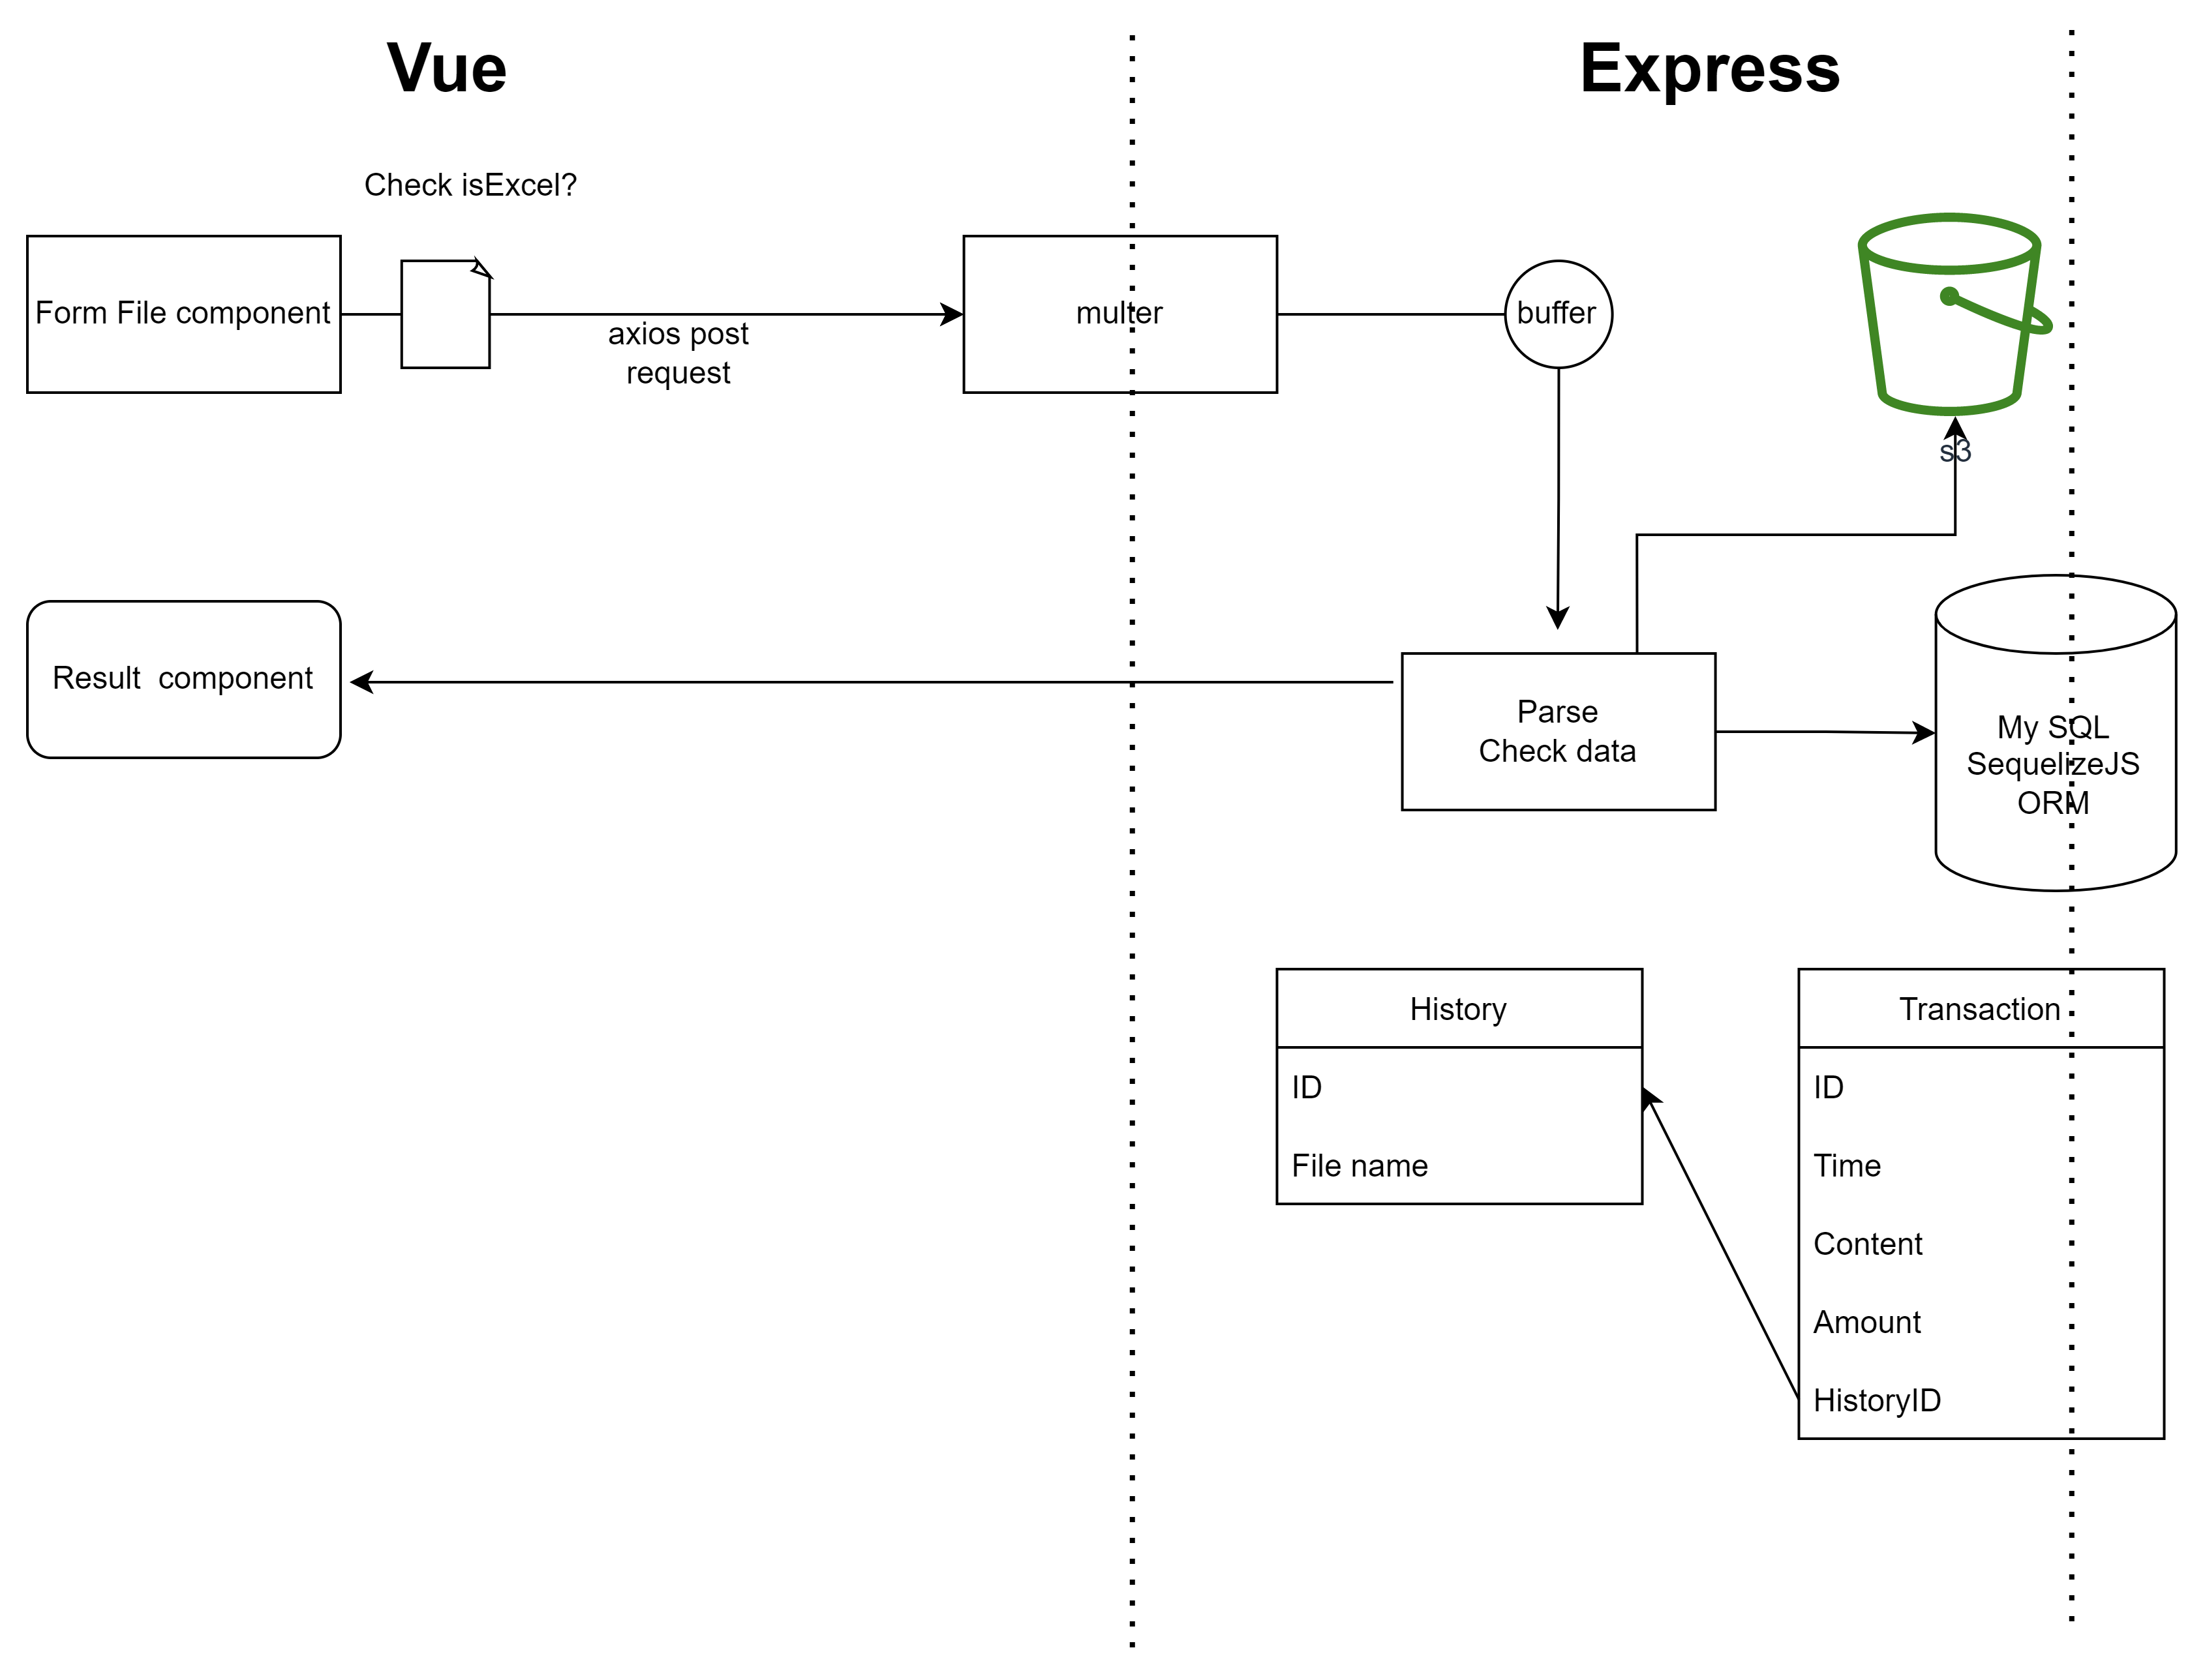 Vue
Express
Check isExcel?
Form File component
axios post
request
multer
buffer
s3
Result  component
Parse
Check data
My SQL
SequelizeJS
ORM
History
ID
File name
Transaction
ID
Time
Content
Amount
HistoryID